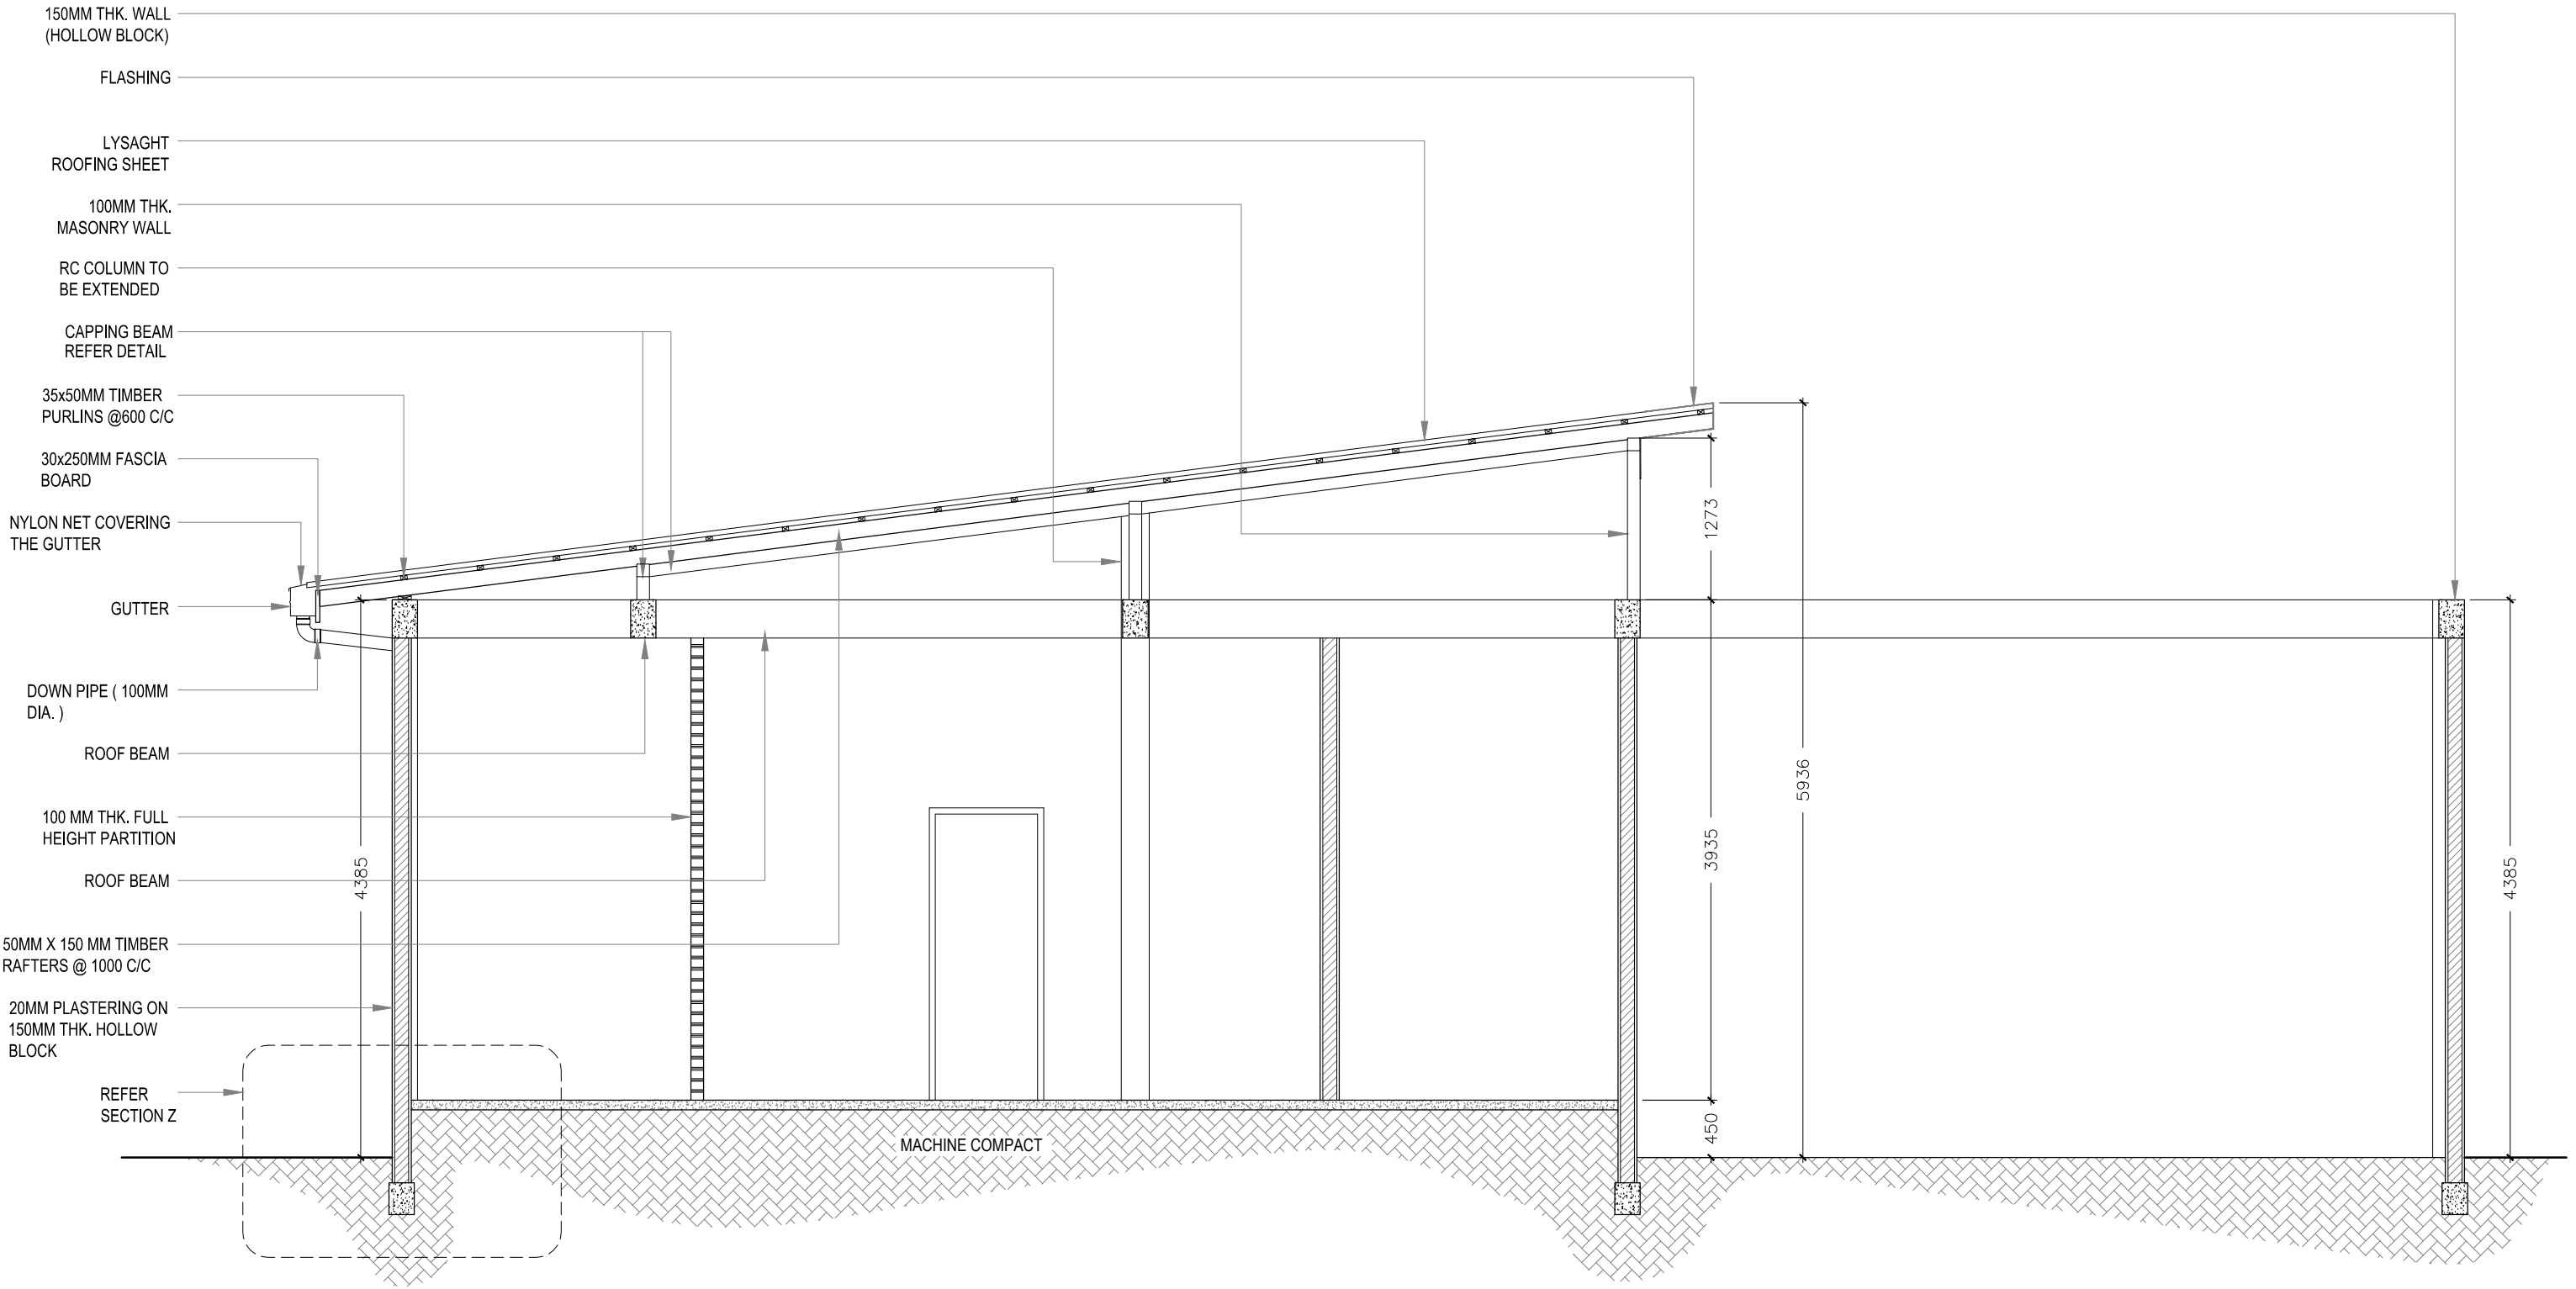 150MM THK. WALL
(HOLLOW BLOCK)
FLASHING
LYSAGHT
ROOFING SHEET
100MM THK.
MASONRY WALL
RC COLUMN TO
BE EXTENDED
CAPPING BEAM
REFER DETAIL
35x50MM TIMBER
PURLINS @600 C/C
30x250MM FASCIA
BOARD
NYLON NET COVERING
THE GUTTER
GUTTER
DOWN PIPE ( 100MM
DIA. )
ROOF BEAM
100 MM THK. FULL
HEIGHT PARTITION
ROOF BEAM
50MM X 150 MM TIMBER
RAFTERS @ 1000 C/C
20MM PLASTERING ON
150MM THK. HOLLOW
BLOCK
REFER
SECTION Z
4385
MACHINE COMPACT
1273
3935
450
5936
4385